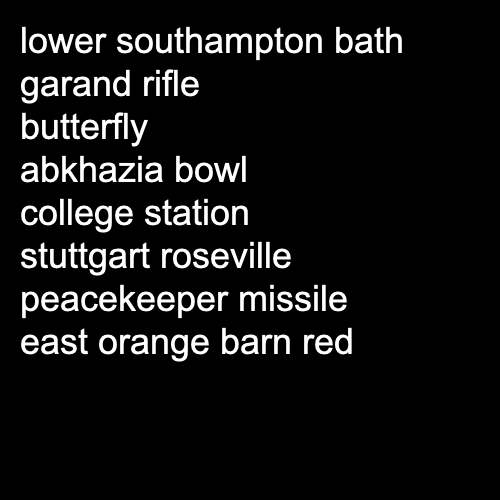 lower southampton bath
garand rifle
butterfly
abkhazia bowl
college station
stuttgart roseville
peacekeeper missile
east orange barn red